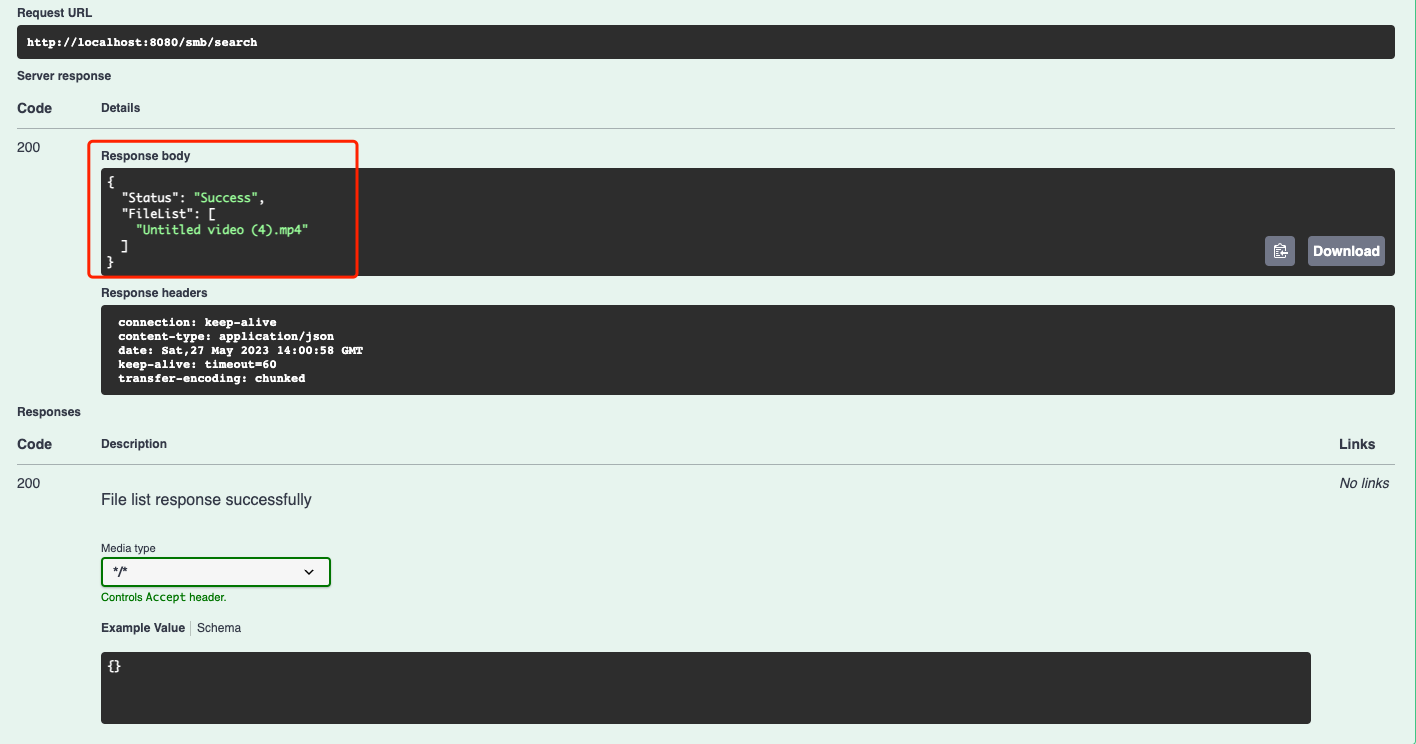 Request URL
http://localhost:8080/smb/search
Server response
Code Details
200
Response body
{
"Status": "Success",
"FileList": [
"Untitled video (4).mp4"
]
}
Download
Response headers
connection: keep-alive
content-type: application/json
date: Sat,27 May 2023 14:00:58 GMT
keep-alive: timeout=60
transfer-encoding: chunked
Responses
Code Description Links
200 No links
File list response successfully
Media type
*/*
Controls Accept header.
Example Value Schema
{}